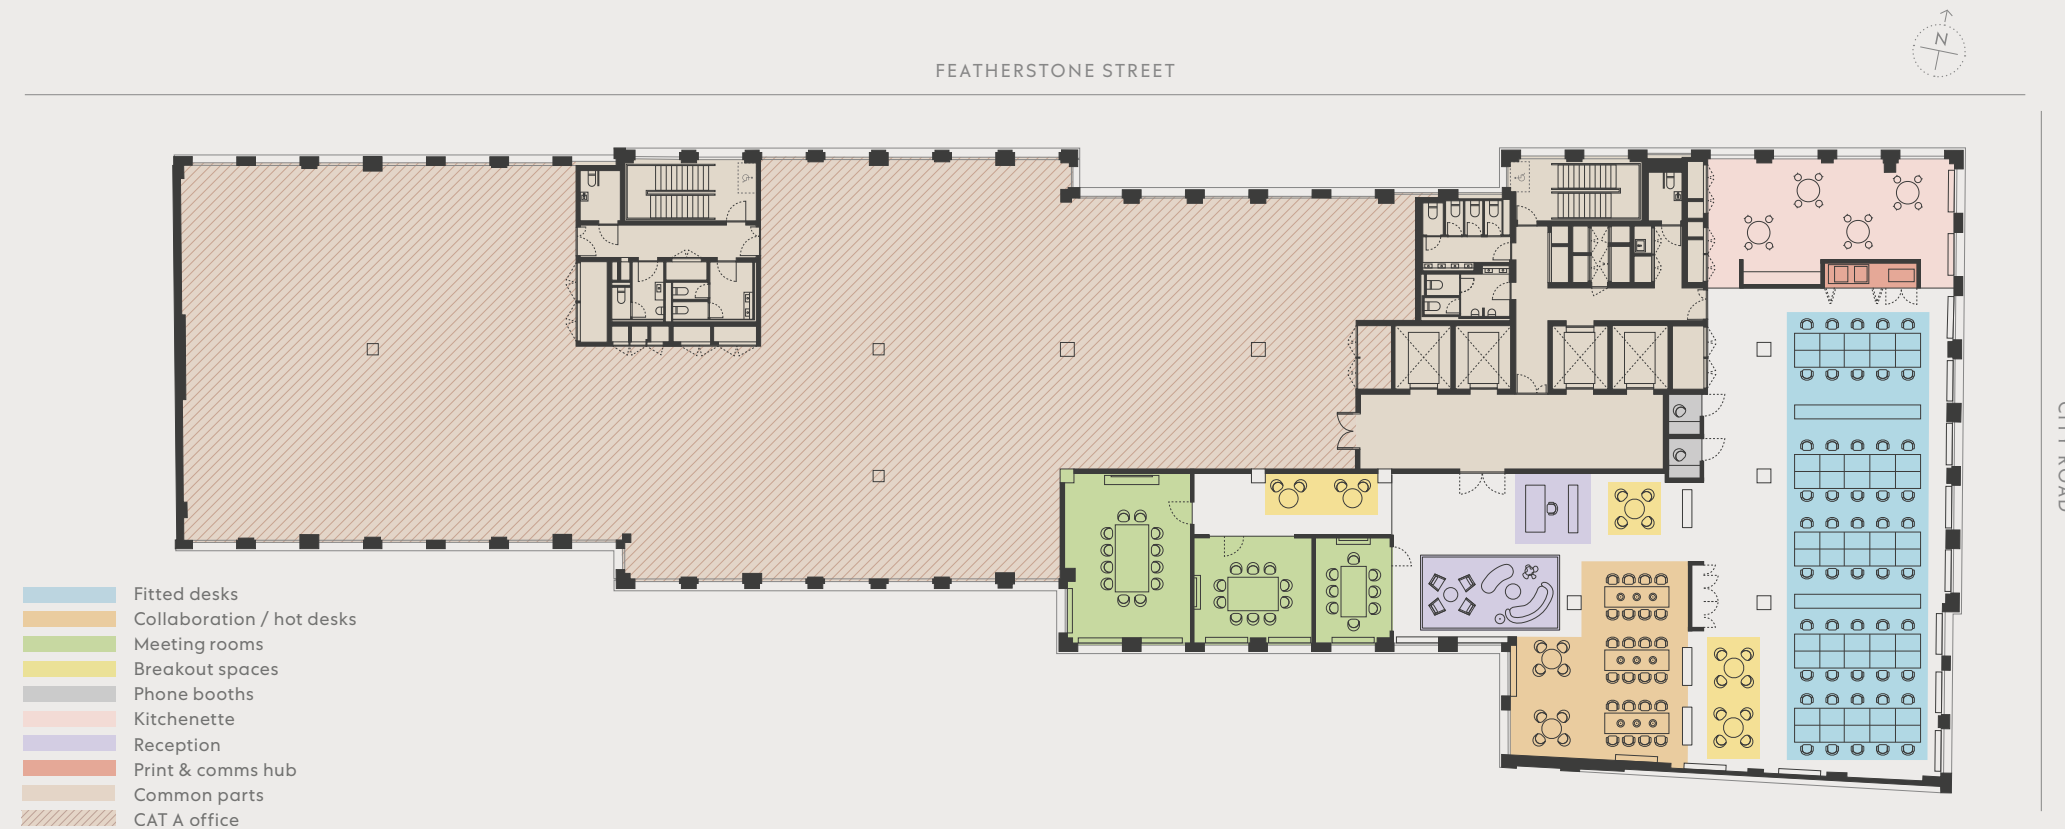 N
FEATHERSTONE STREET
CITY ROAD
Fitted desks
Collaboration / hot desks
Meeting rooms
Breakout spaces
Phone booths
Kitchenette
Reception
Print & comms hub
Common parts
CAT A office